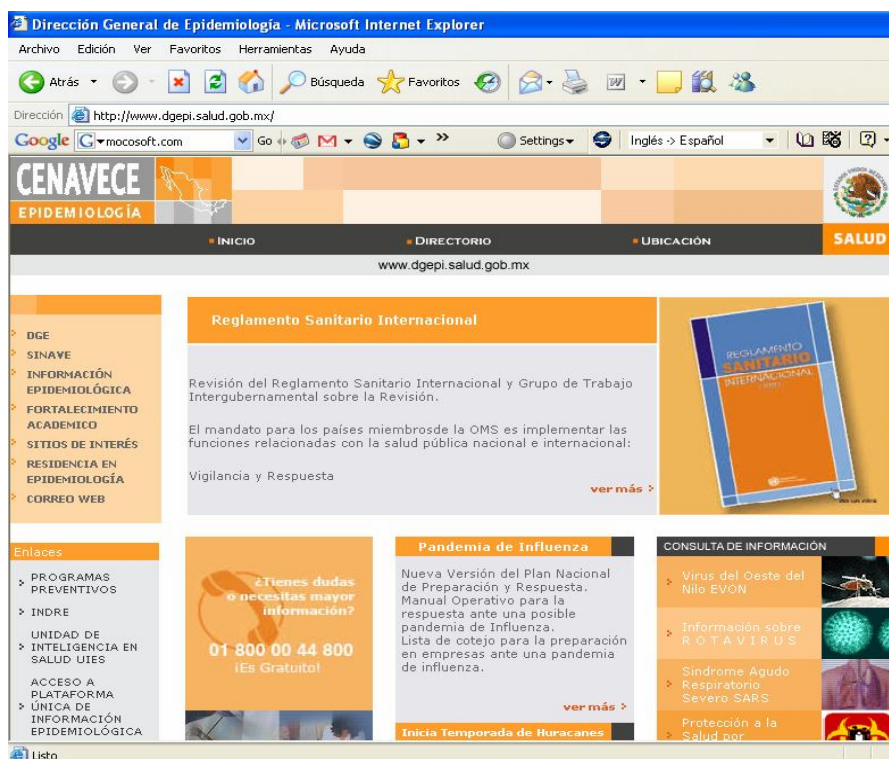 Dirección General de Epidemiología - Microsoft Internet Explorer
Archivo Edición Ver Favoritos Herramientas Ayuda
Atrás Búsqueda Favoritos
Dirección http://www.dgepi.salud.gob.mx/
Google G mocosoft.com Go » Settings Inglés -> Español
CENAVECE
EPIDEMIOLOGÍA
INICIO DIRECTORIO UBICACIÓN SALUD
www.dgepi.salud.gob.mx
DGE
SINAVE
INFORMACIÓN
EPIDEMIOLÓGICA
FORTALECIMIENTO
ACADEMICO
SITIOS DE INTERÉS
RESIDENCIA EN
EPIDEMIOLOGÍA
CORREO WEB
Reglamento Sanitario Internacional
Revisión del Reglamento Sanitario Internacional y Grupo de Trabajo
Intergubernamental sobre la Revisión.
El mandato para los países miembrosde la OMS es implementar las
funciones relacionadas con la salud pública nacional e internacional:
Vigilancia y Respuesta
ver más >
REGLAMENTO
SANITARIO
INTERNACIONAL
Enlaces
PROGRAMAS
PREVENTIVOS
INDRE
UNIDAD DE
INTELIGENCIA EN
SALUD UIES
ACCESO A
PLATAFORMA
ÚNICA DE
INFORMACIÓN
EPIDEMIOLÓGICA
¿Tienes dudas
o necesitas mayor
información?
01 800 00 44 800
¡Es Gratuito!
Pandemia de Influenza
Nueva Versión del Plan Nacional
de Preparación y Respuesta.
Manual Operativo para la
respuesta ante una posible
pandemia de Influenza.
Lista de cotejo para la preparación
en empresas ante una pandemia
de influenza.
ver más >
Inicia Temporada de Huracanes
CONSULTA DE INFORMACIÓN
Virus del Oeste del
Nilo EVON
Información sobre
ROTAVIRUS
Sindrome Agudo
Respiratorio
Severo SARS
Protección a la
Salud por
Listo